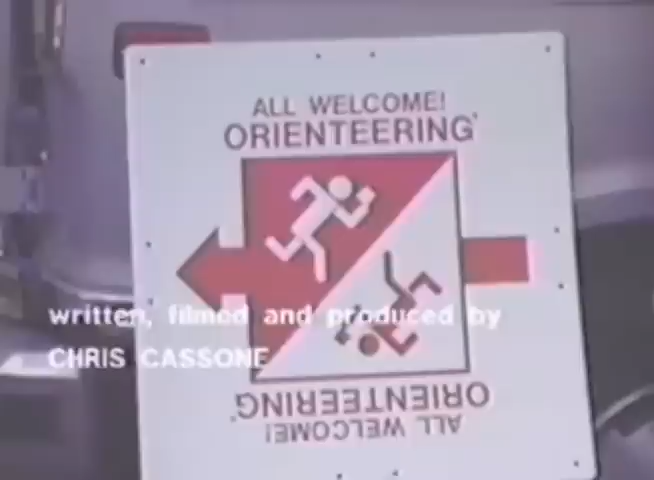 ALL WELCOME!
ORIENTEERING
written, filmed and produced by
CHRIS CASSONE
ORIENTEERING
ALL WELCOME!